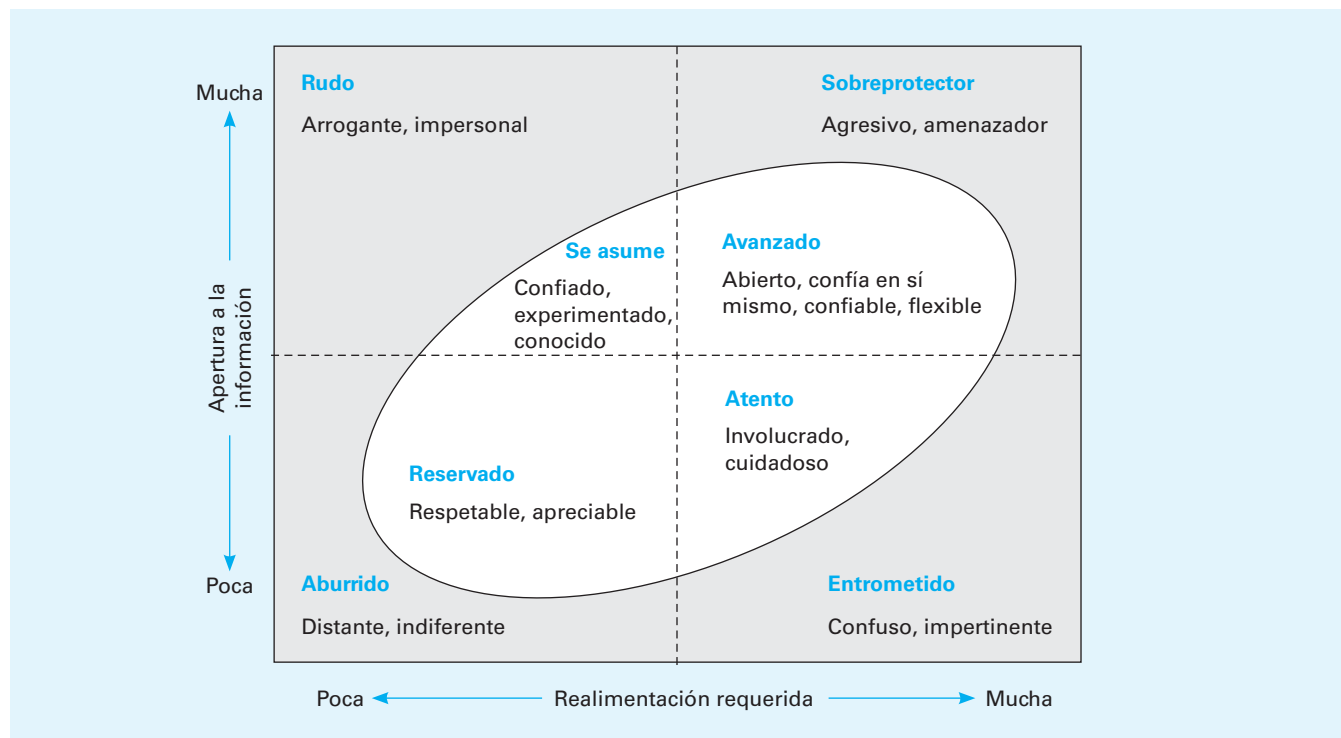 Mucha
Apertura a la
información
Poca
Rudo
Arrogante, impersonal
Sobreprotector
Agresivo, amenazador
Se asume
Confiado,
experimentado,
conocido
Avanzado
Abierto, confía en sí
mismo, confiable, flexible
Reservado
Respetable, apreciable
Atento
Involucrado,
cuidadoso
Aburrido
Distante, indiferente
Entrometido
Confuso, impertinente
Poca
Realimentación requerida
Mucha